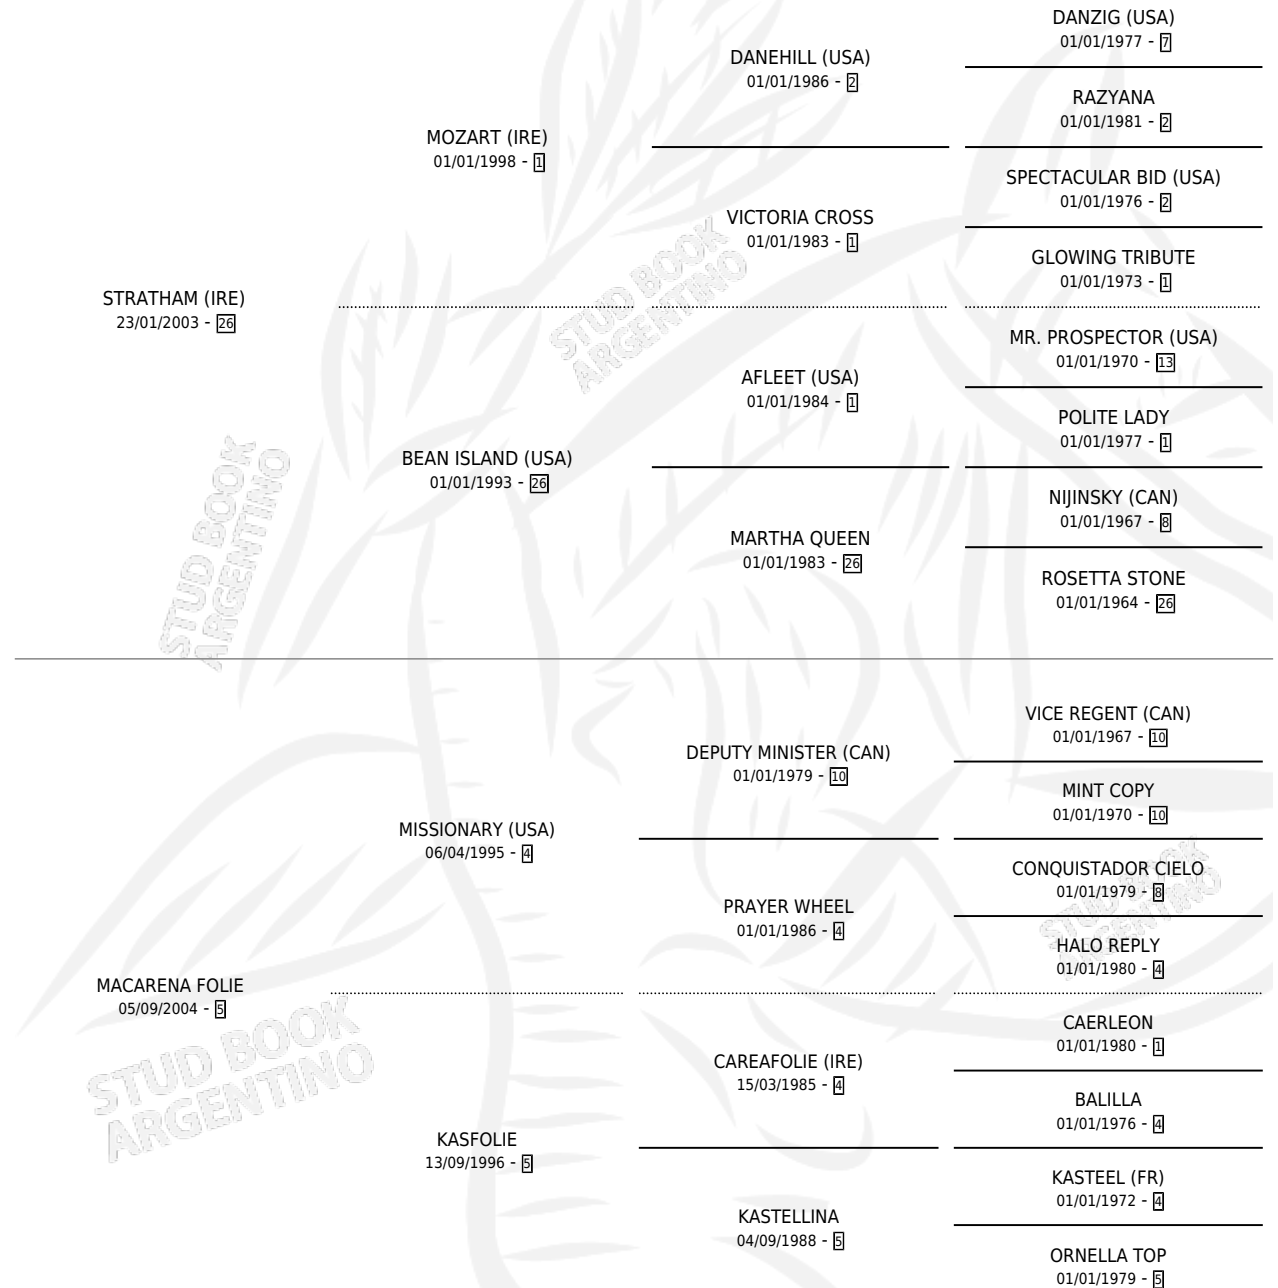 DANZIG (USA)
01/01/1977 - 7
DANEHILL (USA)
01/01/1986 - 2
RAZYANA
01/01/1981 - 2
MOZART (IRE)
01/01/1998 - 1
SPECTACULAR BID (USA)
01/01/1976 - 2
VICTORIA CROSS
01/01/1983 - 1
GLOWING TRIBUTE
01/01/1973 - 1
STRATHAM (IRE)
23/01/2003 - 26
STUD BOOK
ARGENTINO
MR. PROSPECTOR (USA)
01/01/1970 - 13
AFLEET (USA)
01/01/1984 - 1
POLITE LADY
01/01/1977 - 1
BEAN ISLAND (USA)
01/01/1993 - 26
NIJINSKY (CAN)
01/01/1967 - 8
MARTHA QUEEN
01/01/1983 - 26
ROSETTA STONE
01/01/1964 - 26
STUD BOOK
ARGENTINO
VICE REGENT (CAN)
01/01/1967 - 10
DEPUTY MINISTER (CAN)
01/01/1979 - 10
MINT COPY
01/01/1970 - 10
MISSIONARY (USA)
06/04/1995 - 4
CONQUISTADOR CIELO
01/01/1979 - 8
PRAYER WHEEL
01/01/1986 - 4
STUD BOOK
ARGENTINO
HALO REPLY
01/01/1980 - 4
MACARENA FOLIE
05/09/2004 - 5
CAERLEON
01/01/1980 - 1
CAREAFOLIE (IRE)
15/03/1985 - 4
STUD BOOK
ARGENTINO
BALILLA
01/01/1976 - 4
KASFOLIE
13/09/1996 - 5
KASTEEL (FR)
01/01/1972 - 4
KASTELLINA
04/09/1988 - 5
ORNELLA TOP
01/01/1979 - 5